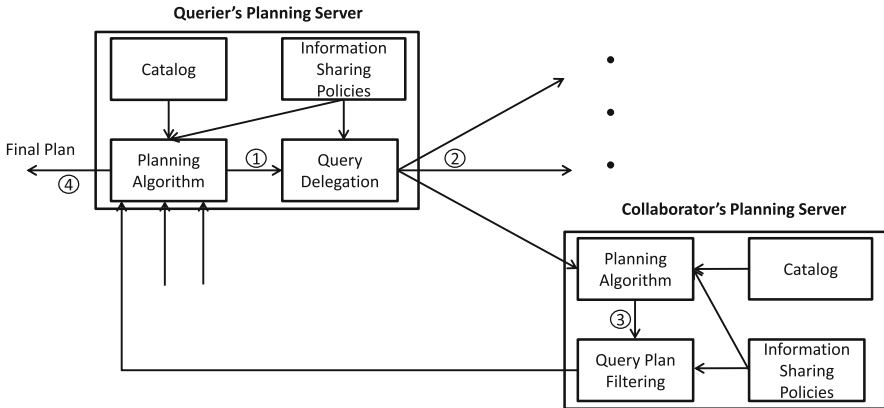 Querier's Planning Server
Catalog
Information
Sharing
Policies
Final Plan
④
Planning
Algorithm
①
Query
Delegation
②
Collaborator's Planning Server
Planning
Algorithm
Catalog
③
Query Plan
Filtering
Information
Sharing
Policies